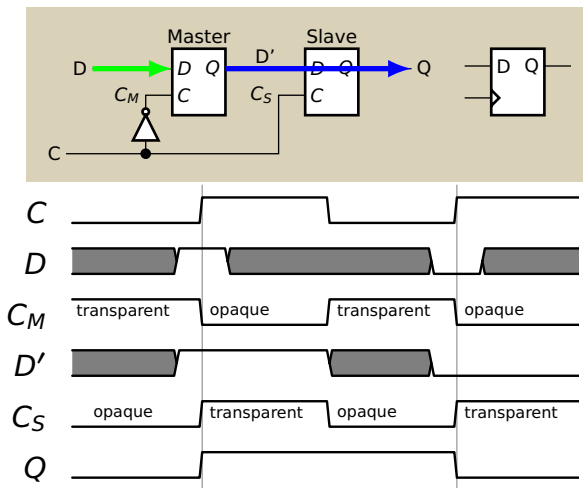 Master Slave
D D Q D’ D Q Q D Q
C_M C C_S C
C
C
D
C_M transparent opaque transparent opaque
D′
C_S opaque transparent opaque transparent
Q